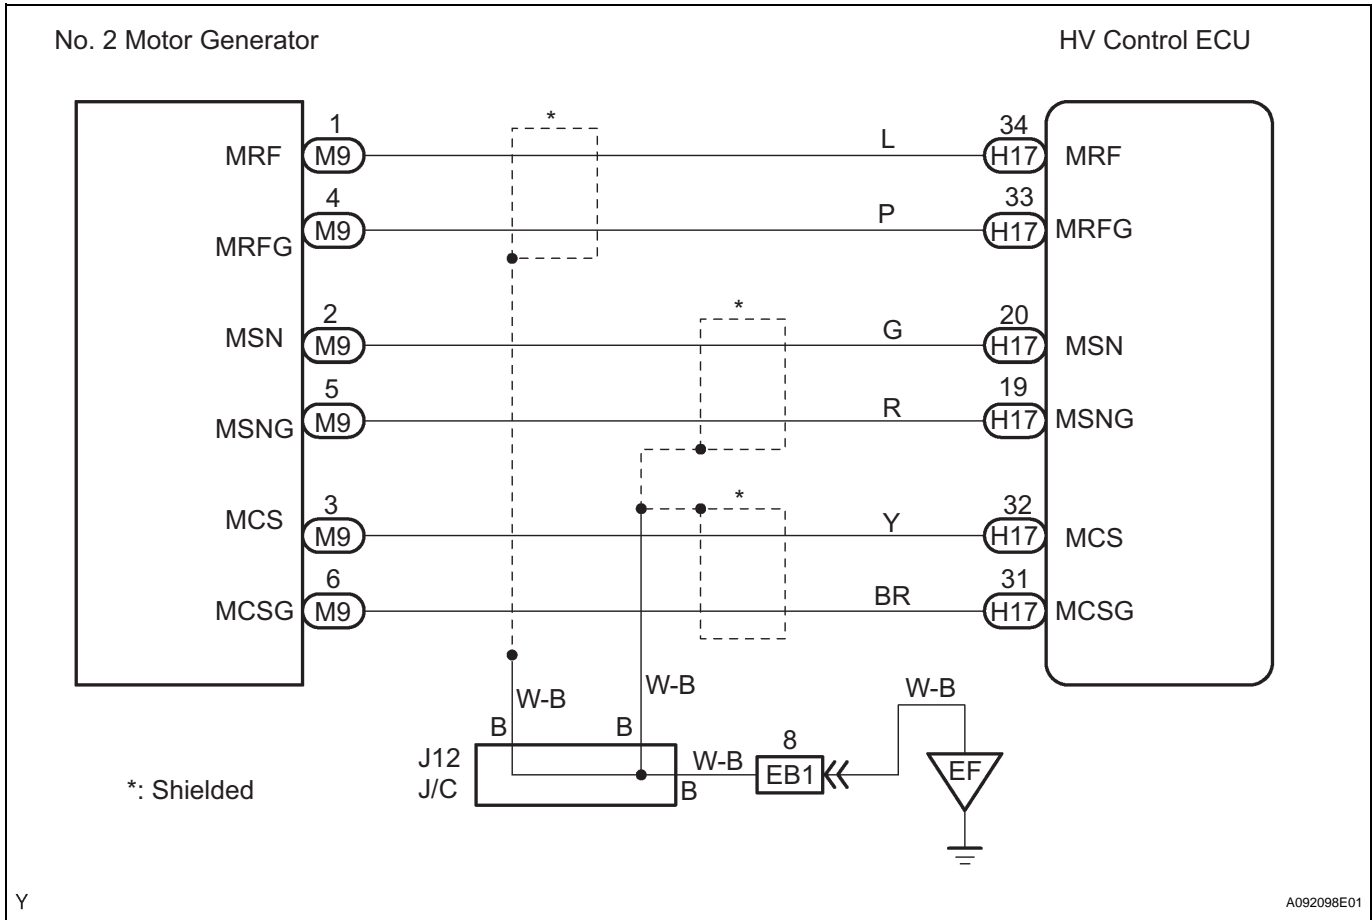 No. 2 Motor Generator
HV Control ECU
*
1
34
MRF
M9
L
H17
MRF
4
33
MRFG
M9
P
H17
MRFG
*
2
20
MSN
M9
G
H17
MSN
5
19
MSNG
M9
R
H17
MSNG
*
3
32
MCS
M9
Y
H17
MCS
6
31
MCSG
M9
BR
H17
MCSG
W-B
W-B
W-B
B
B
J12
J/C
W-B
B
8
EB1
EF
*: Shielded
Y
A092098E01